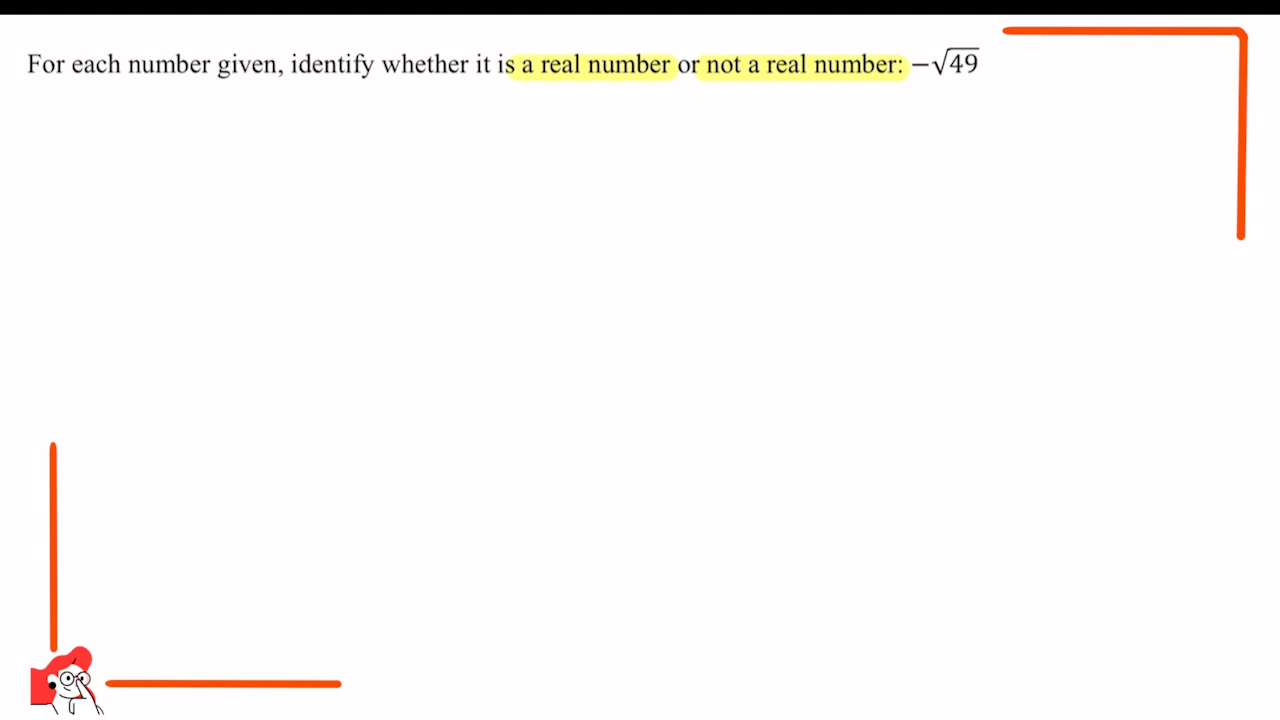 For each number given, identify whether it is a real number or not a real number: −√49